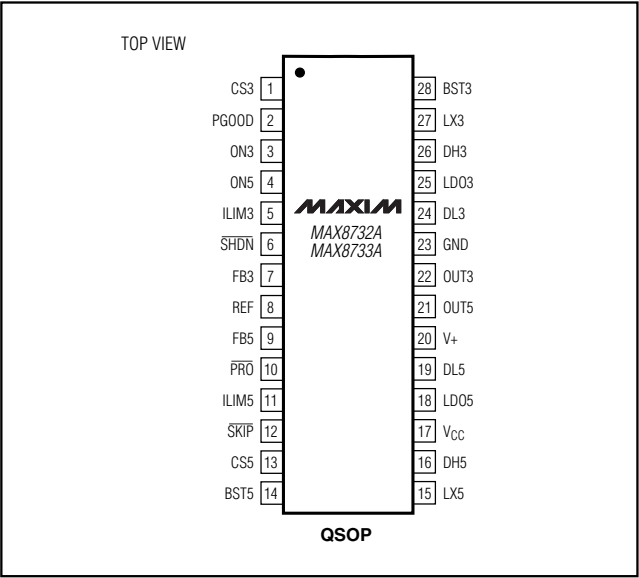 TOP VIEW
CS3 1
PGOOD 2
ON3 3
ON5 4
ILIM3 5
S̅H̅D̅N̅ 6
FB3 7
REF 8
FB5 9
P̅R̅O̅ 10
ILIM5 11
S̅K̅I̅P̅ 12
CS5 13
BST5 14
MAXIM
MAX8732A
MAX8733A
28 BST3
27 LX3
26 DH3
25 LDO3
24 DL3
23 GND
22 OUT3
21 OUT5
20 V+
19 DL5
18 LDO5
17 VCC
16 DH5
15 LX5
QSOP